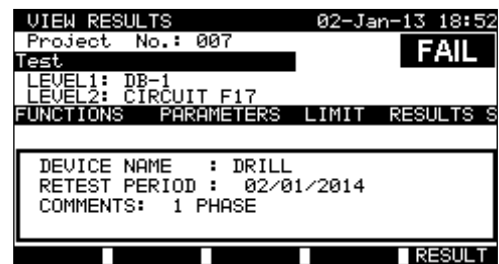 VIEW RESULTS 02-Jan-13 18:52
Project No.: 007
FAIL
Test
LEVEL1: DB-1
LEVEL2: CIRCUIT F17
FUNCTIONS PARAMETERS LIMIT RESULTS S
DEVICE NAME : DRILL
RETEST PERIOD : 02/01/2014
COMMENTS: 1 PHASE
RESULT